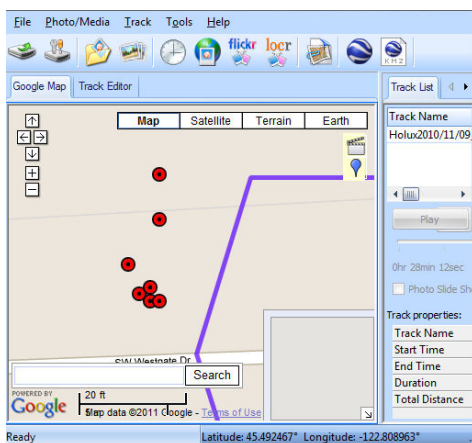 File Photo/Media Track Tools Help
flickr locr
KMZ
Google Map Track Editor
Track List
Map Satellite Terrain Earth
Track Name
Holux2010/11/09_
Play
0hr 28min 12sec
Photo Slide Sh
Track properties:
Track Name
Start Time
End Time
Duration
Total Distance
SW Westgate Dr
Search
POWERED BY
Google
20 ft
Map data ©2011 Google - Terms of Use
Ready Latitude: 45.492467° Longitude: -122.808963°